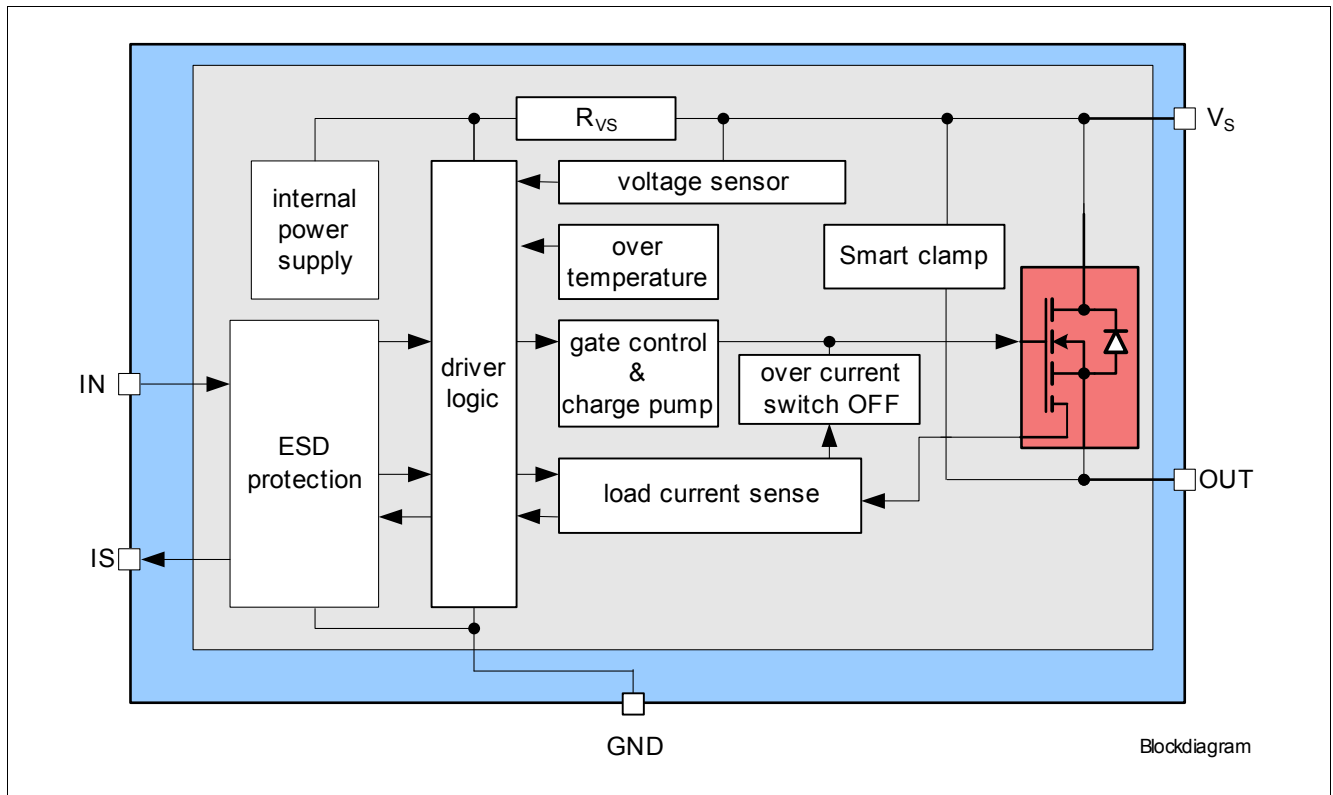 R_VS
V_S
voltage sensor
internal
power
supply
over
temperature
Smart clamp
gate control
&
charge pump
driver
logic
over current
switch OFF
IN
ESD
protection
load current sense
OUT
IS
GND
Blockdiagram